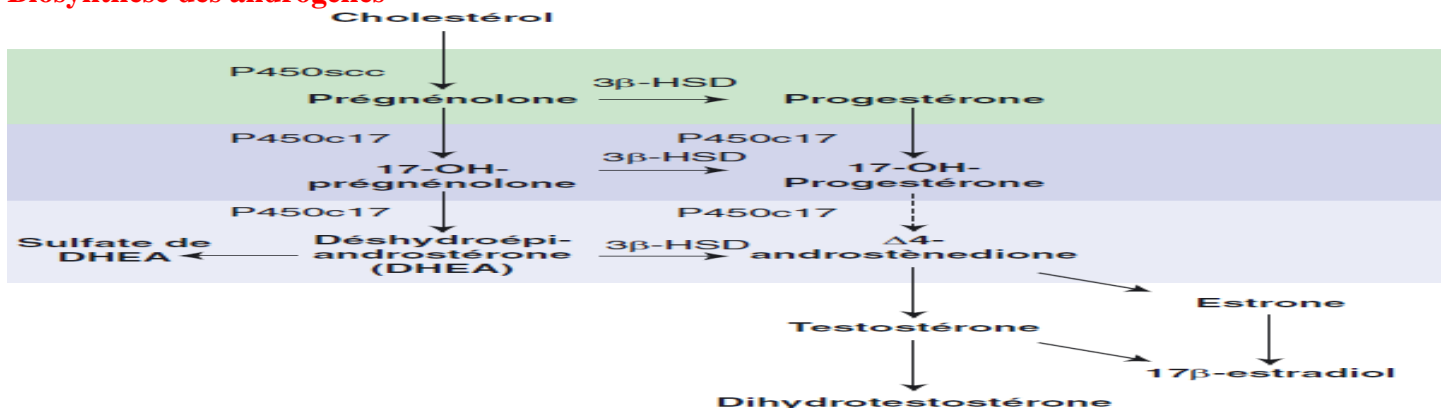 Biosynthèse des androgènes
Cholestérol
P450scc
3β-HSD
Prégnénolone
Progestérone
P450c17
P450c17
3β-HSD
17-OH-
prégnénolone
17-OH-
Progestérone
P450c17
P450c17
Sulfate de
DHEA
Déshydroépi-
androstérone
(DHEA)
3β-HSD
Δ4-
androstènedione
Estrone
Testostérone
17β-estradiol
Dihydrotestostérone